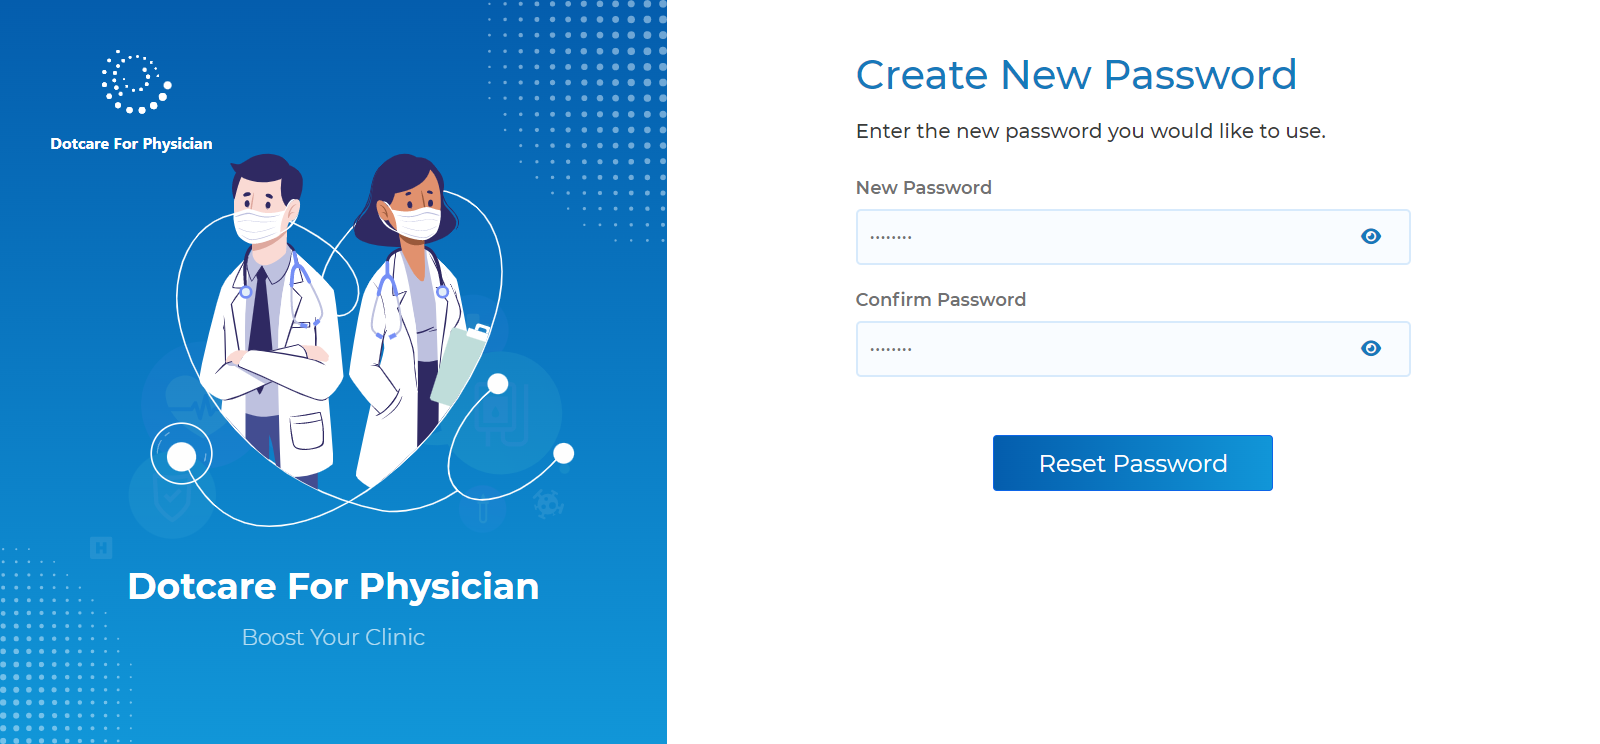 Dotcare For Physician
Dotcare For Physician
Boost Your Clinic
Create New Password
Enter the new password you would like to use.
New Password
········
Confirm Password
········
Reset Password